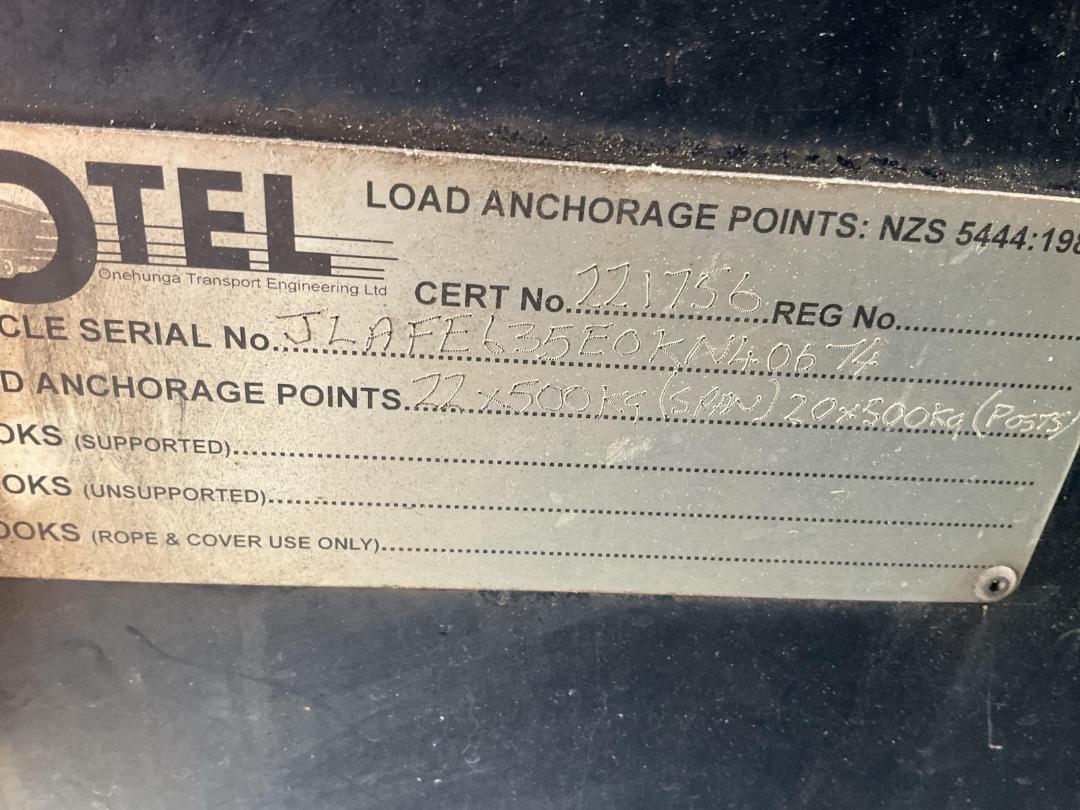 OTEL
LOAD ANCHORAGE POINTS: NZS 5444:198
Onehunga Transport Engineering Ltd
CERT No. 221756 REG No.
CLE SERIAL No. JLAFE635E0KN40674
D ANCHORAGE POINTS 22x500kg (SPAN) 20x500kg (POSTS)
OKS (SUPPORTED)
OKS (UNSUPPORTED)
OOKS (ROPE & COVER USE ONLY)